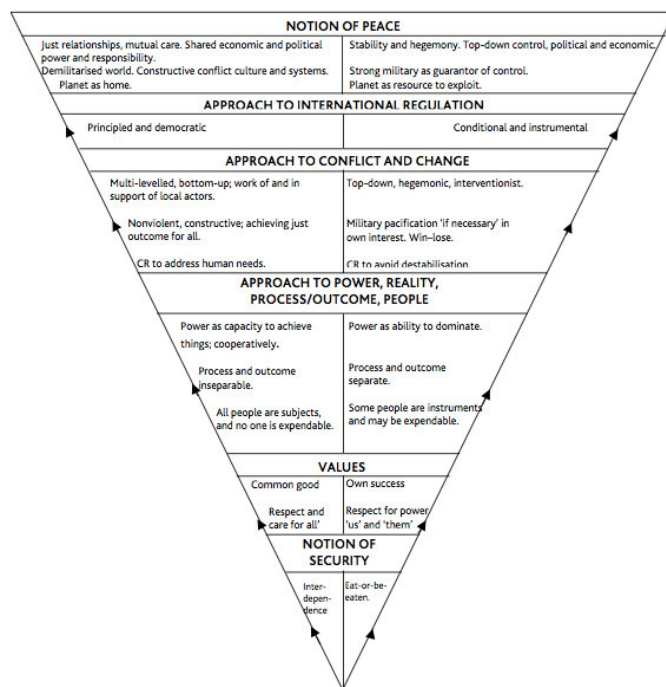 NOTION OF PEACE
Just relationships, mutual care. Shared economic and political
power and responsibility.
Demilitarised world. Constructive conflict culture and systems.
Planet as home.
Stability and hegemony. Top-down control, political and economic.
Strong military as guarantor of control.
Planet as resource to exploit.
APPROACH TO INTERNATIONAL REGULATION
Principled and democratic
Conditional and instrumental
APPROACH TO CONFLICT AND CHANGE
Multi-levelled, bottom-up; work of and in
support of local actors.
Nonviolent, constructive; achieving just
outcome for all.
CR to address human needs.
Top-down, hegemonic, interventionist.
Military pacification ‘if necessary’ in
own interest. Win–lose.
CR to avoid destabilisation
APPROACH TO POWER, REALITY,
PROCESS/OUTCOME, PEOPLE
Power as capacity to achieve
things; cooperatively.
Process and outcome
inseparable.
All people are subjects,
and no one is expendable.
Power as ability to dominate.
Process and outcome
separate.
Some people are instruments
and may be expendable.
VALUES
Common good
Respect and
care for all’
Own success
Respect for power
‘us’ and ‘them’
NOTION OF
SECURITY
Inter-
depen-
dence
Eat-or-be-
eaten.